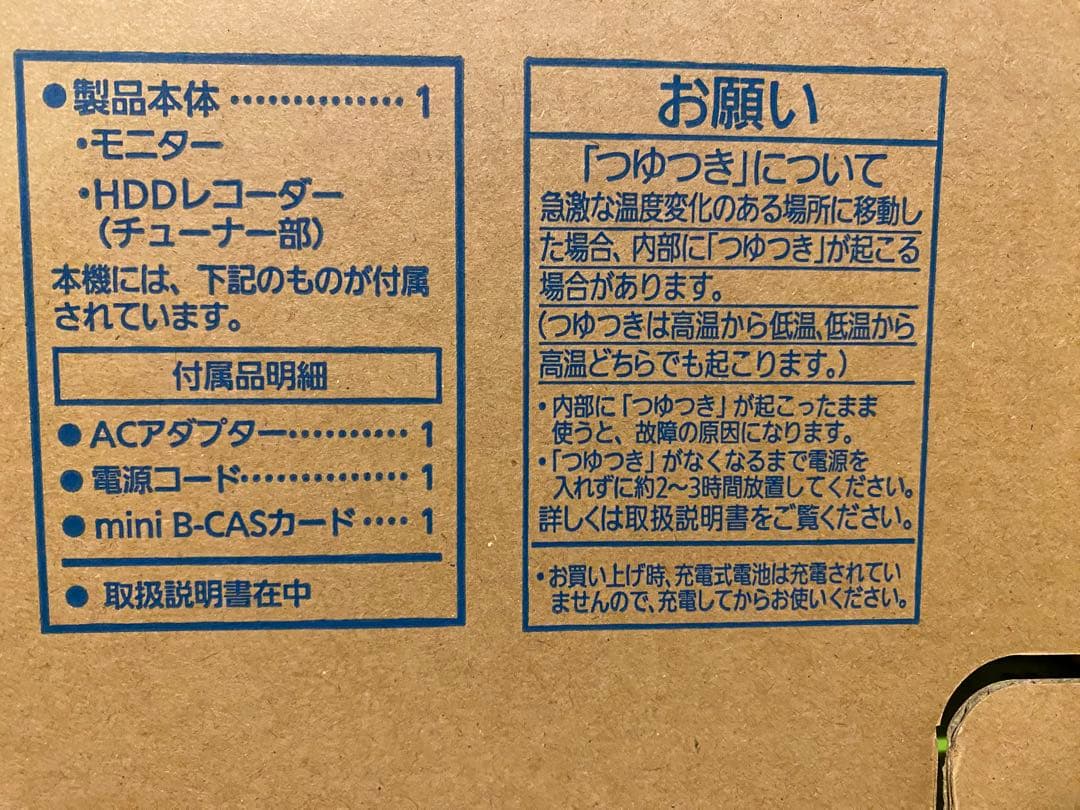 ●製品本体……………1
・モニター
・HDDレコーダー
（チューナー部）
本機には、下記のものが付属
されています。
付属品明細
●ACアダプター…………1
●電源コード……………1
●mini B-CASカード‥‥1
●取扱説明書在中
お願い
「つゆつき」について
急激な温度変化のある場所に移動し
た場合、内部に「つゆつき」が起こる
場合があります。
（つゆつきは高温から低温、低温から
高温どちらでも起こります。）
・内部に「つゆつき」が起こったまま
使うと、故障の原因になります。
・「つゆつき」がなくなるまで電源を
入れずに約2〜3時間放置してください。
詳しくは取扱説明書をご覧ください。
・お買い上げ時、充電式電池は充電されてい
ませんので、充電してからお使いください。